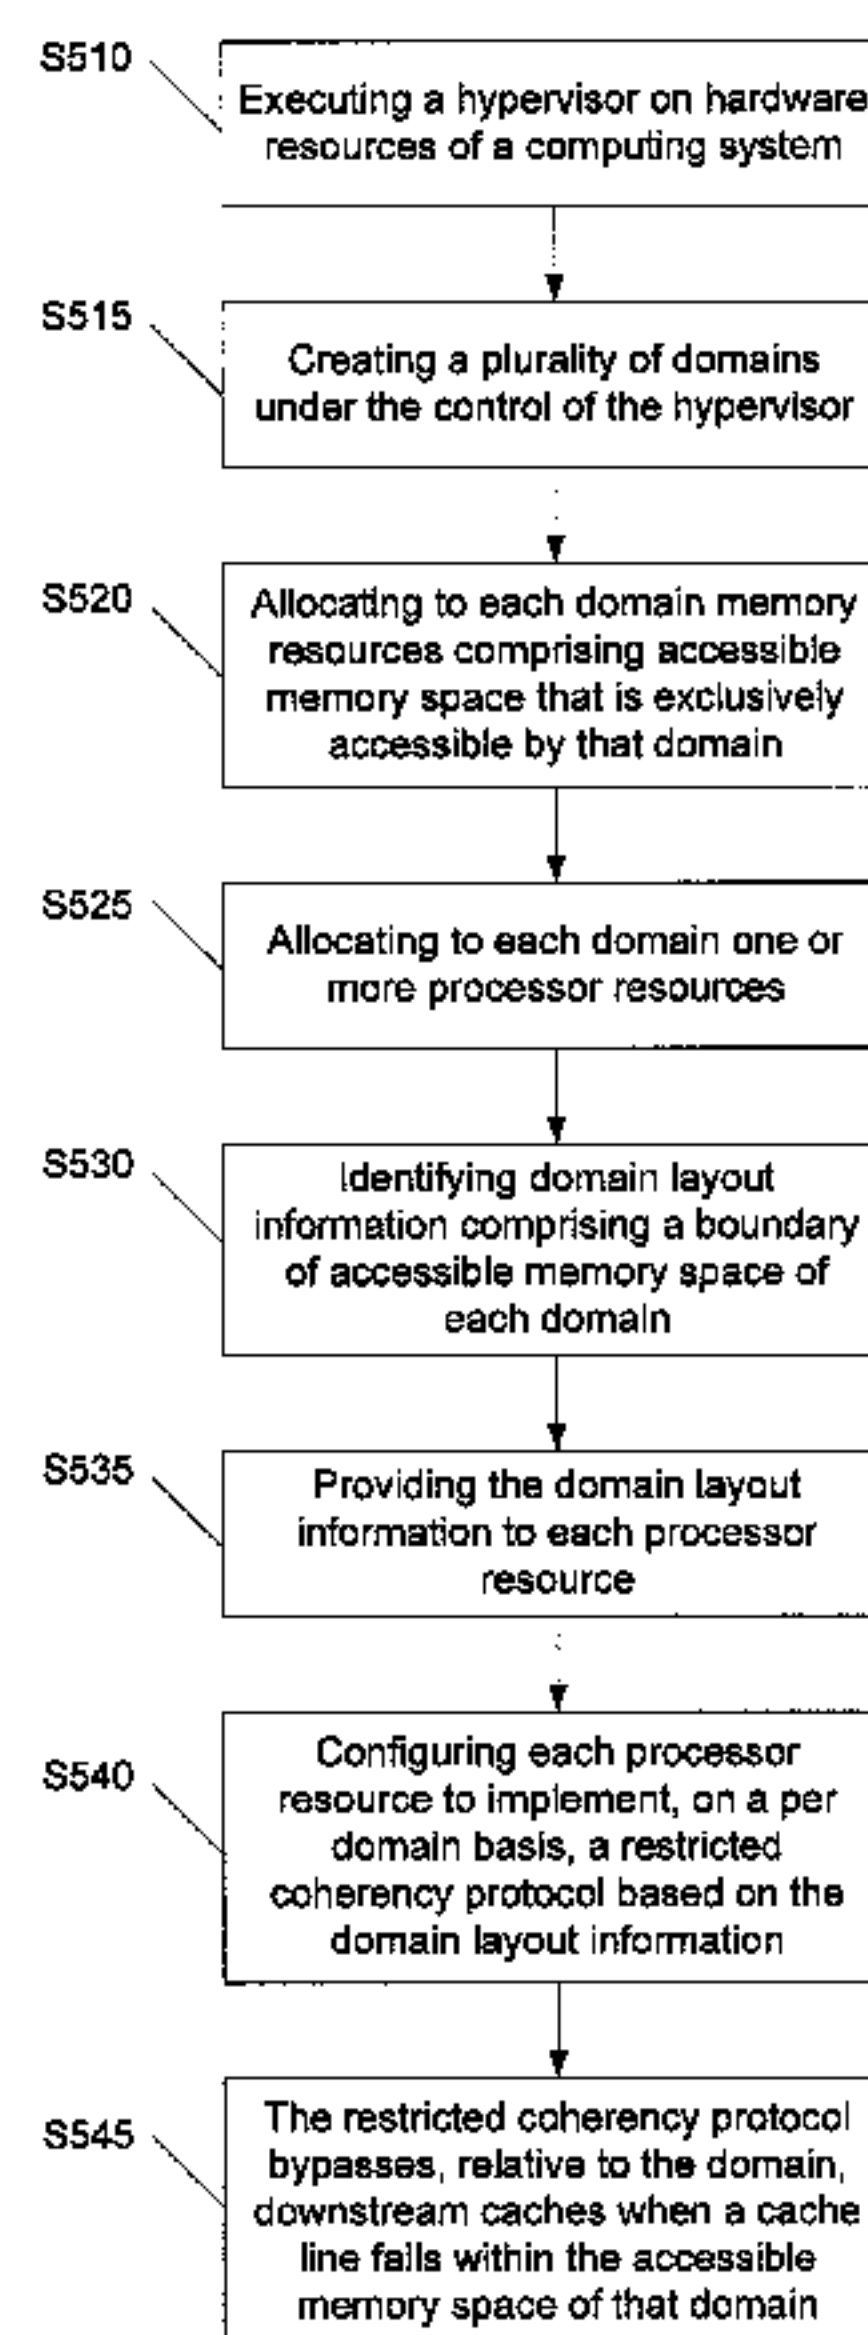 S510
Executing a hypervisor on hardware
resources of a computing system
S515
Creating a plurality of domains
under the control of the hypervisor
S520
Allocating to each domain memory
resources comprising accessible
memory space that is exclusively
accessible by that domain
S525
Allocating to each domain one or
more processor resources
S530
Identifying domain layout
information comprising a boundary
of accessible memory space of
each domain
S535
Providing the domain layout
information to each processor
resource
S540
Configuring each processor
resource to implement, on a per
domain basis, a restricted
coherency protocol based on the
domain layout information
S545
The restricted coherency protocol
bypasses, relative to the domain,
downstream caches when a cache
line falls within the accessible
memory space of that domain